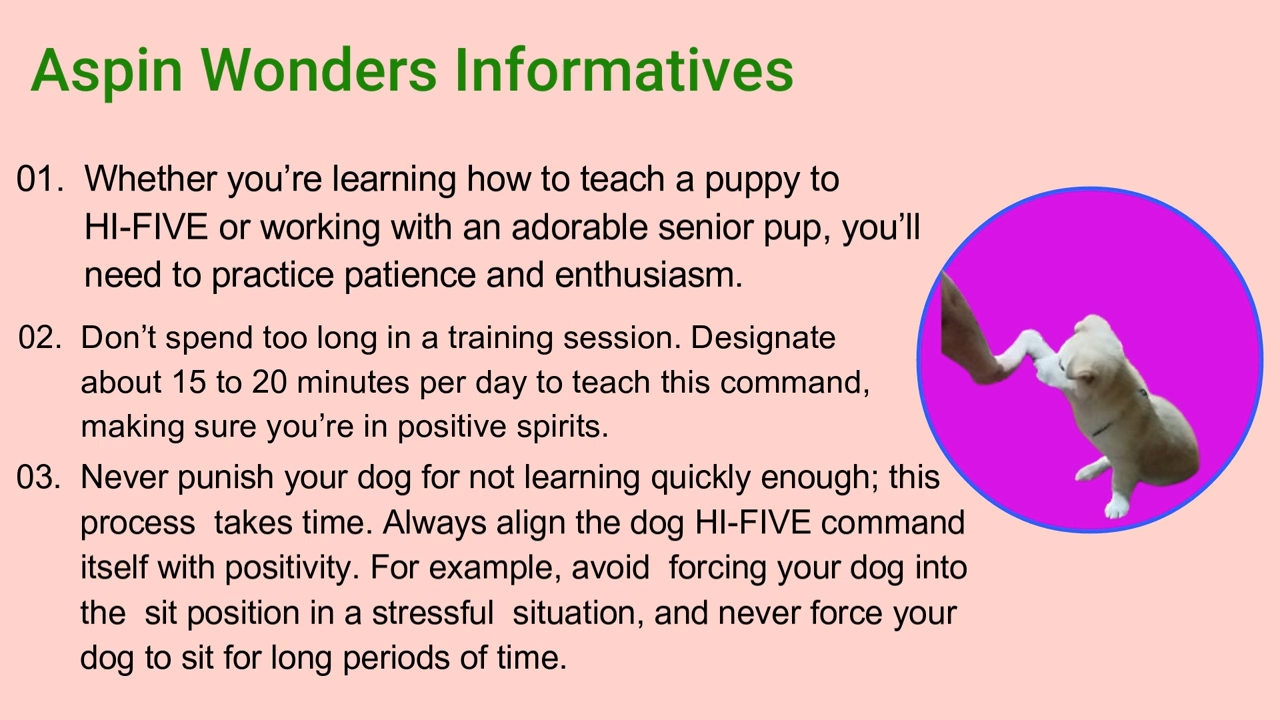 Aspin Wonders Informatives
01. Whether you’re learning how to teach a puppy to
HI-FIVE or working with an adorable senior pup, you’ll
need to practice patience and enthusiasm.
02. Don’t spend too long in a training session. Designate
about 15 to 20 minutes per day to teach this command,
making sure you’re in positive spirits.
03. Never punish your dog for not learning quickly enough; this
process  takes time. Always align the dog HI-FIVE command
itself with positivity. For example, avoid  forcing your dog into
the  sit position in a stressful  situation, and never force your
dog to sit for long periods of time.